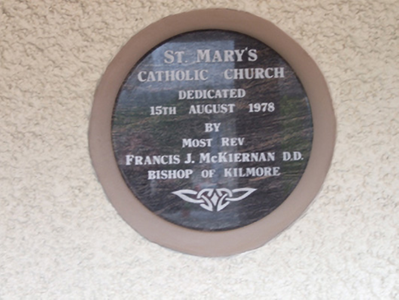 ST. MARY'S
CATHOLIC CHURCH
DEDICATED
15TH AUGUST 1978
BY
MOST REV
FRANCIS J. MCKIERNAN D.D.
BISHOP OF KILMORE